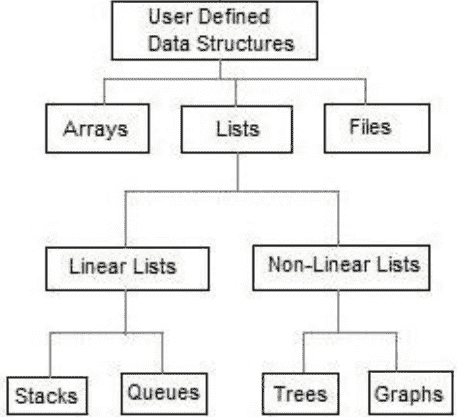 User Defined
Data Structures
Arrays
Lists
Files
Linear Lists
Non-Linear Lists
Stacks
Queues
Trees
Graphs